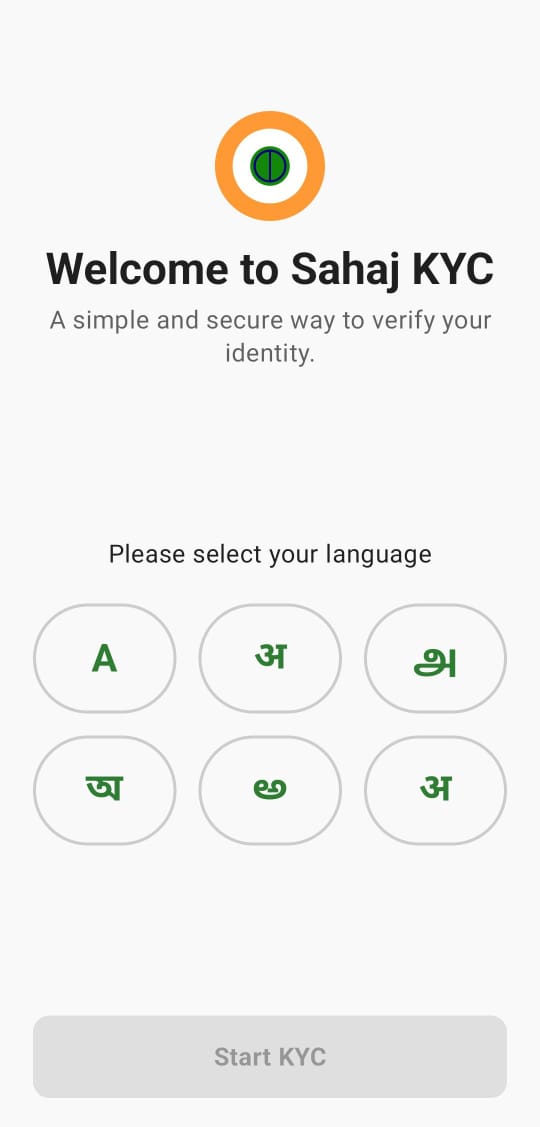 Welcome to Sahaj KYC
A simple and secure way to verify your
identity.
Please select your language
A अ அ
অ అ अ
Start KYC